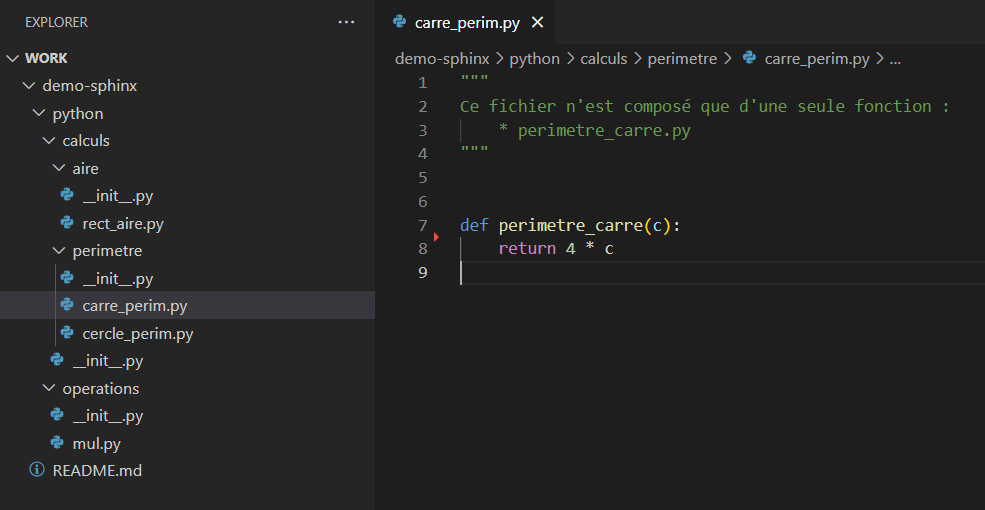 EXPLORER ...
WORK
demo-sphinx
python
calculs
aire
__init__.py
rect_aire.py
perimetre
__init__.py
carre_perim.py
cercle_perim.py
__init__.py
operations
__init__.py
mul.py
README.md
carre_perim.py
demo-sphinx > python > calculs > perimetre > carre_perim.py > ...
1 """
2 Ce fichier n'est composé que d'une seule fonction :
3 * perimetre_carre.py
4 """
5
6
7 def perimetre_carre(c):
8 return 4 * c
9